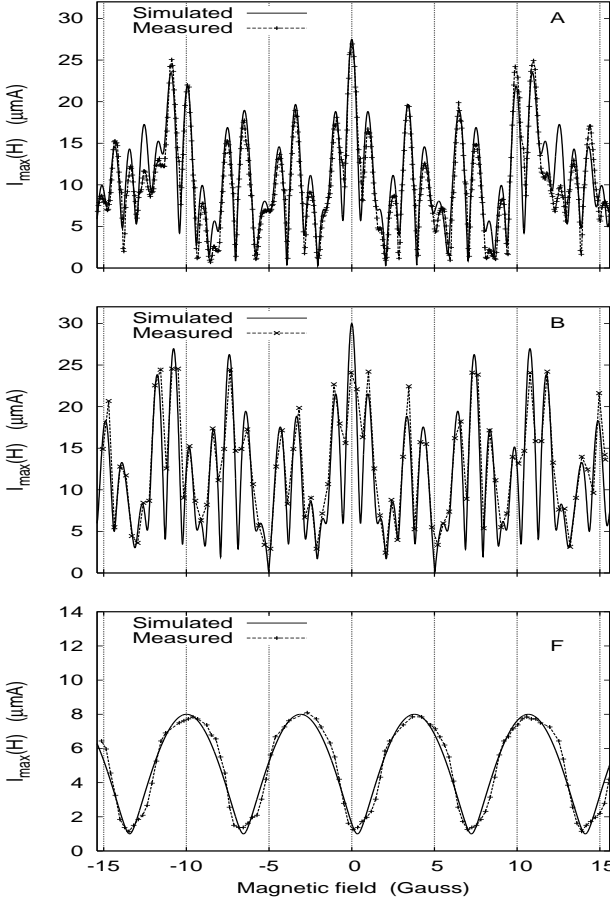 Simulated
Measured
A
30
25
20
15
10
5
0
I_max(H) (μmA)
Simulated
Measured
B
30
25
20
15
10
5
0
I_max(H) (μmA)
Simulated
Measured
F
14
12
10
8
6
4
2
0
I_max(H) (μmA)
-15 -10 -5 0 5 10 15
Magnetic field (Gauss)